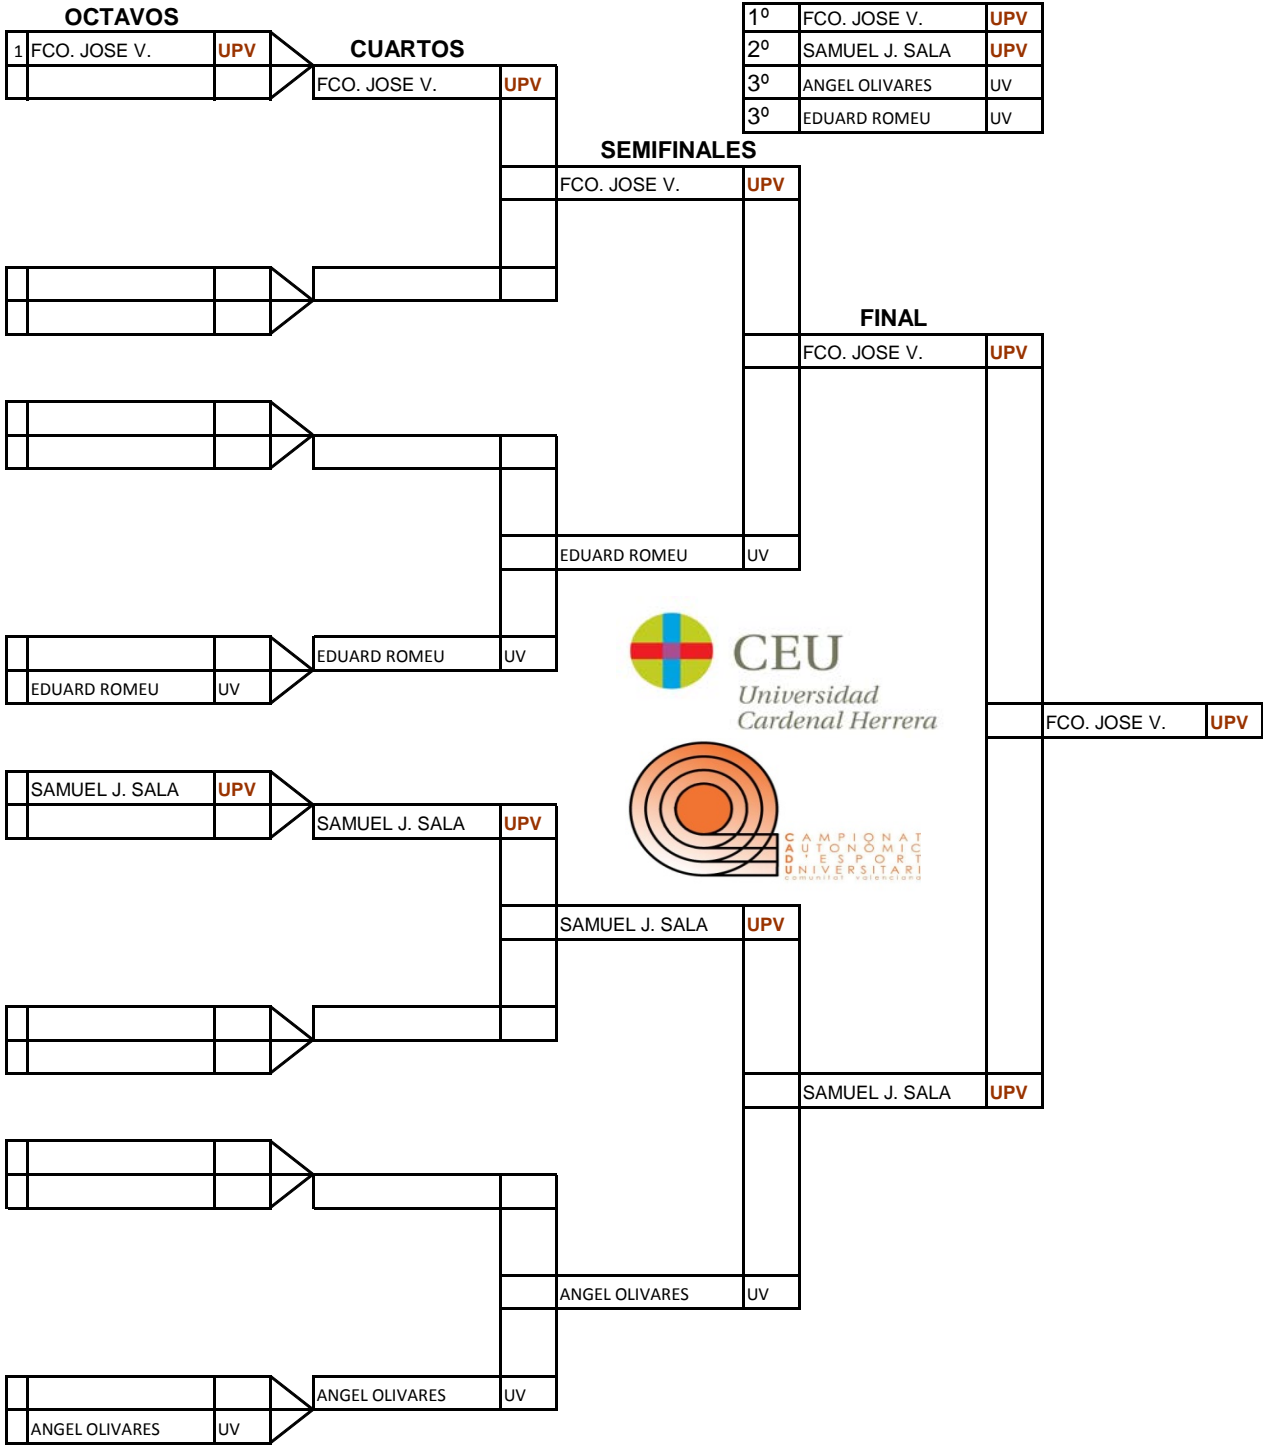 OCTAVOS
1 FCO. JOSE V. UPV
CUARTOS
FCO. JOSE V. UPV
1º FCO. JOSE V. UPV
2º SAMUEL J. SALA UPV
3º ANGEL OLIVARES UV
3º EDUARD ROMEU UV
SEMIFINALES
FCO. JOSE V. UPV
FINAL
FCO. JOSE V. UPV
EDUARD ROMEU UV
EDUARD ROMEU UV
EDUARD ROMEU UV
CEU
Universidad
Cardenal Herrera
FCO. JOSE V. UPV
SAMUEL J. SALA UPV
SAMUEL J. SALA UPV
CAMPIONAT
AUTONÒMIC
D'ESPORT
UNIVERSITARI
comunitat valenciana
SAMUEL J. SALA UPV
SAMUEL J. SALA UPV
ANGEL OLIVARES UV
ANGEL OLIVARES UV
ANGEL OLIVARES UV